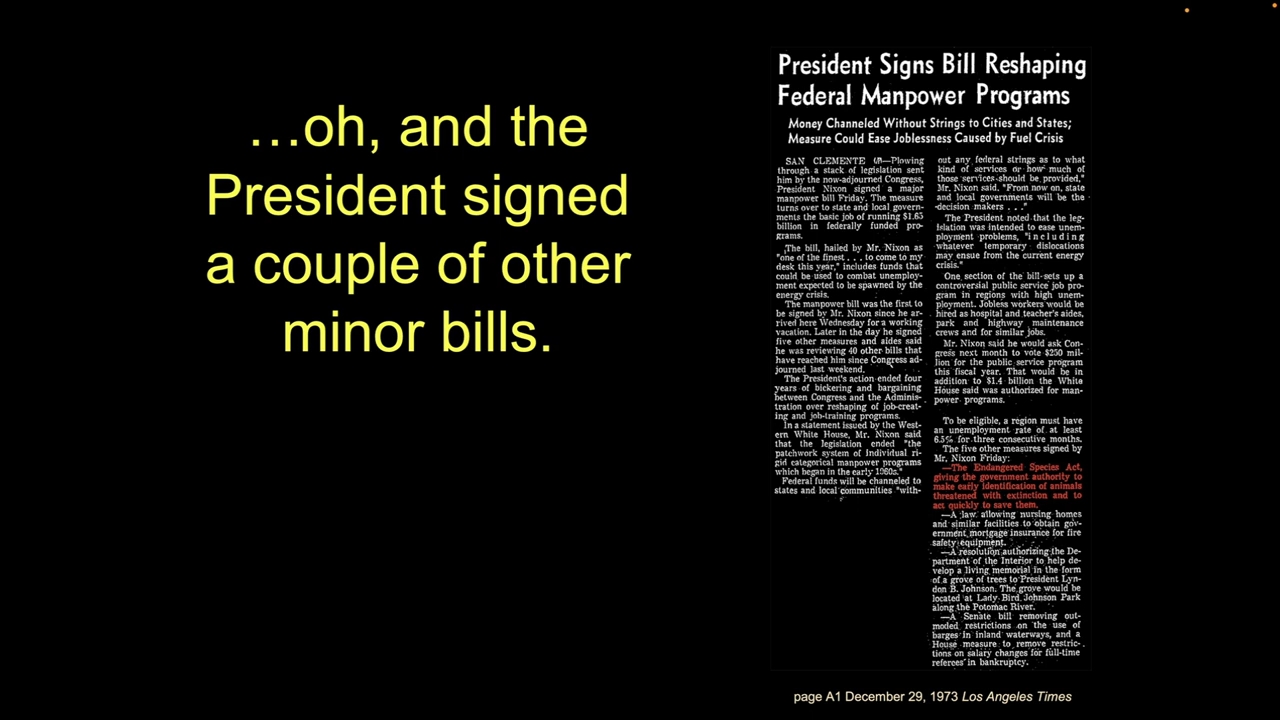 …oh, and the
President signed
a couple of other
minor bills.
President Signs Bill Reshaping
Federal Manpower Programs
Money Channeled Without Strings to Cities and States;
Measure Could Ease Joblessness Caused by Fuel Crisis
SAN CLEMENTE (AP)—Plowing
through a stack of legislation sent
him by the now-adjourned Congress,
President Nixon signed a major
manpower bill Friday. The measure
turns over to state and local govern-
ments the basic job of running $1.65
billion in federally funded pro-
grams.
The bill, hailed by Mr. Nixon as
"one of the finest . . . to come to my
desk this year," includes funds that
could be used to combat unemploy-
ment expected to be spawned by the
energy crisis.
The manpower bill was the first to
be signed by Mr. Nixon since he ar-
rived here Wednesday for a working
vacation. Later in the day he signed
five other measures and aides said
he was reviewing 40 other bills that
have reached him since Congress ad-
journed last weekend.
The President's action ended four
years of bickering and bargaining
between Congress and the Adminis-
tration over reshaping of job-creat-
ing and job-training programs.
In a statement issued by the West-
ern White House, Mr. Nixon said
that the legislation ended "the
patchwork system of individual ri-
gid categorical manpower programs
which began in the early 1960s."
Federal funds will be channeled to
states and local communities "with-
out any federal strings as to what
kind of services or how much of
those services should be provided,"
Mr. Nixon said. "From now on, state
and local governments will be the
decision makers . . ."
The President noted that the leg-
islation was intended to ease unem-
ployment problems, "including
whatever temporary dislocations
may ensue from the current energy
crisis."
One section of the bill sets up a
controversial public service job pro-
gram in regions with high unem-
ployment. Jobless workers would be
hired as hospital and teacher's aides,
park and highway maintenance
crews and for similar jobs.
Mr. Nixon said he would ask Con-
gress next month to vote $250 mil-
lion for the public service program
this fiscal year. That would be in
addition to $1.4 billion the White
House said was authorized for man-
power programs.
To be eligible, a region must have
an unemployment rate of at least
6.5% for three consecutive months.
The five other measures signed by
Mr. Nixon Friday:
—The Endangered Species Act,
giving the government authority to
make early identification of animals
threatened with extinction and to
act quickly to save them.
—A law allowing nursing homes
and similar facilities to obtain gov-
ernment mortgage insurance for fire
safety equipment.
—A resolution authorizing the De-
partment of the Interior to help de-
velop a living memorial in the form
of a grove of trees to President Lyn-
don B. Johnson. The grove would be
located at Lady Bird Johnson Park
along the Potomac River.
—A Senate bill removing out-
moded restrictions on the use of
barges in inland waterways, and a
House measure to remove restric-
tions on salary changes for full-time
referees in bankruptcy.
page A1 December 29, 1973 Los Angeles Times